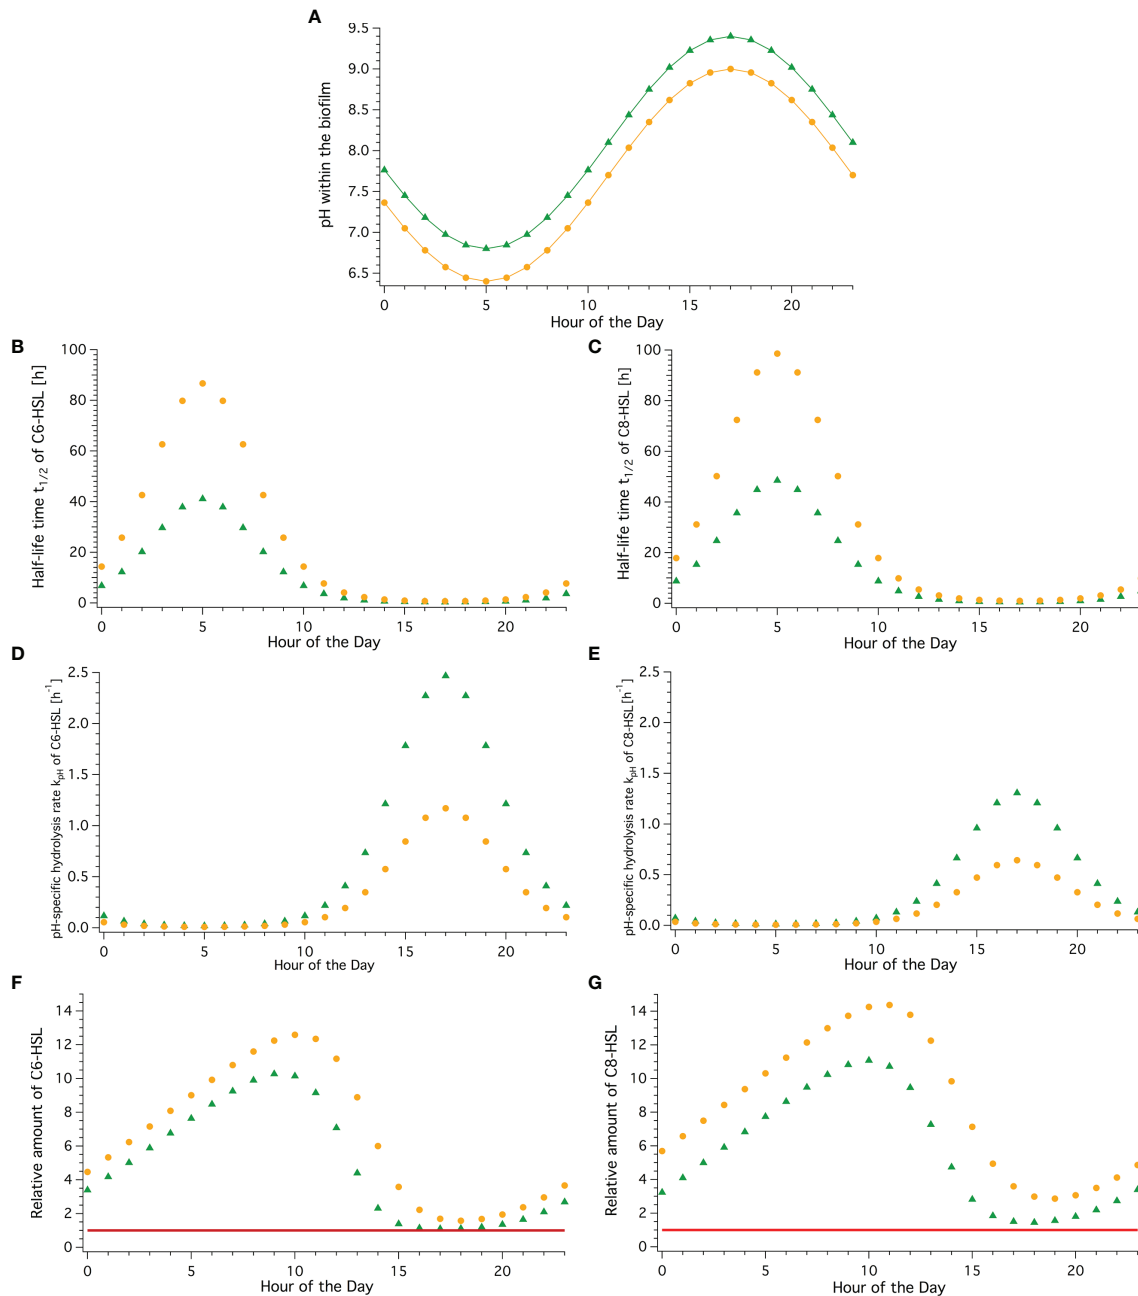 A
9.5
9.0
8.5
8.0
7.5
7.0
6.5
pH within the biofilm
0 5 10 15 20
Hour of the Day
B
100
80
60
40
20
0
Half-life time t1/2 of C6-HSL [h]
0 5 10 15 20
Hour of the Day
C
100
80
60
40
20
0
Half-life time t1/2 of C8-HSL [h]
0 5 10 15 20
Hour of the Day
D
2.5
2.0
1.5
1.0
0.5
0.0
pH-specific hydrolysis rate kpH of C6-HSL [h-1]
0 5 10 15 20
Hour of the Day
E
2.5
2.0
1.5
1.0
0.5
0.0
pH-specific hydrolysis rate kpH of C8-HSL [h-1]
0 5 10 15 20
Hour of the Day
F
14
12
10
8
6
4
2
0
Relative amount of C6-HSL
0 5 10 15 20
Hour of the Day
G
14
12
10
8
6
4
2
0
Relative amount of C8-HSL
0 5 10 15 20
Hour of the Day